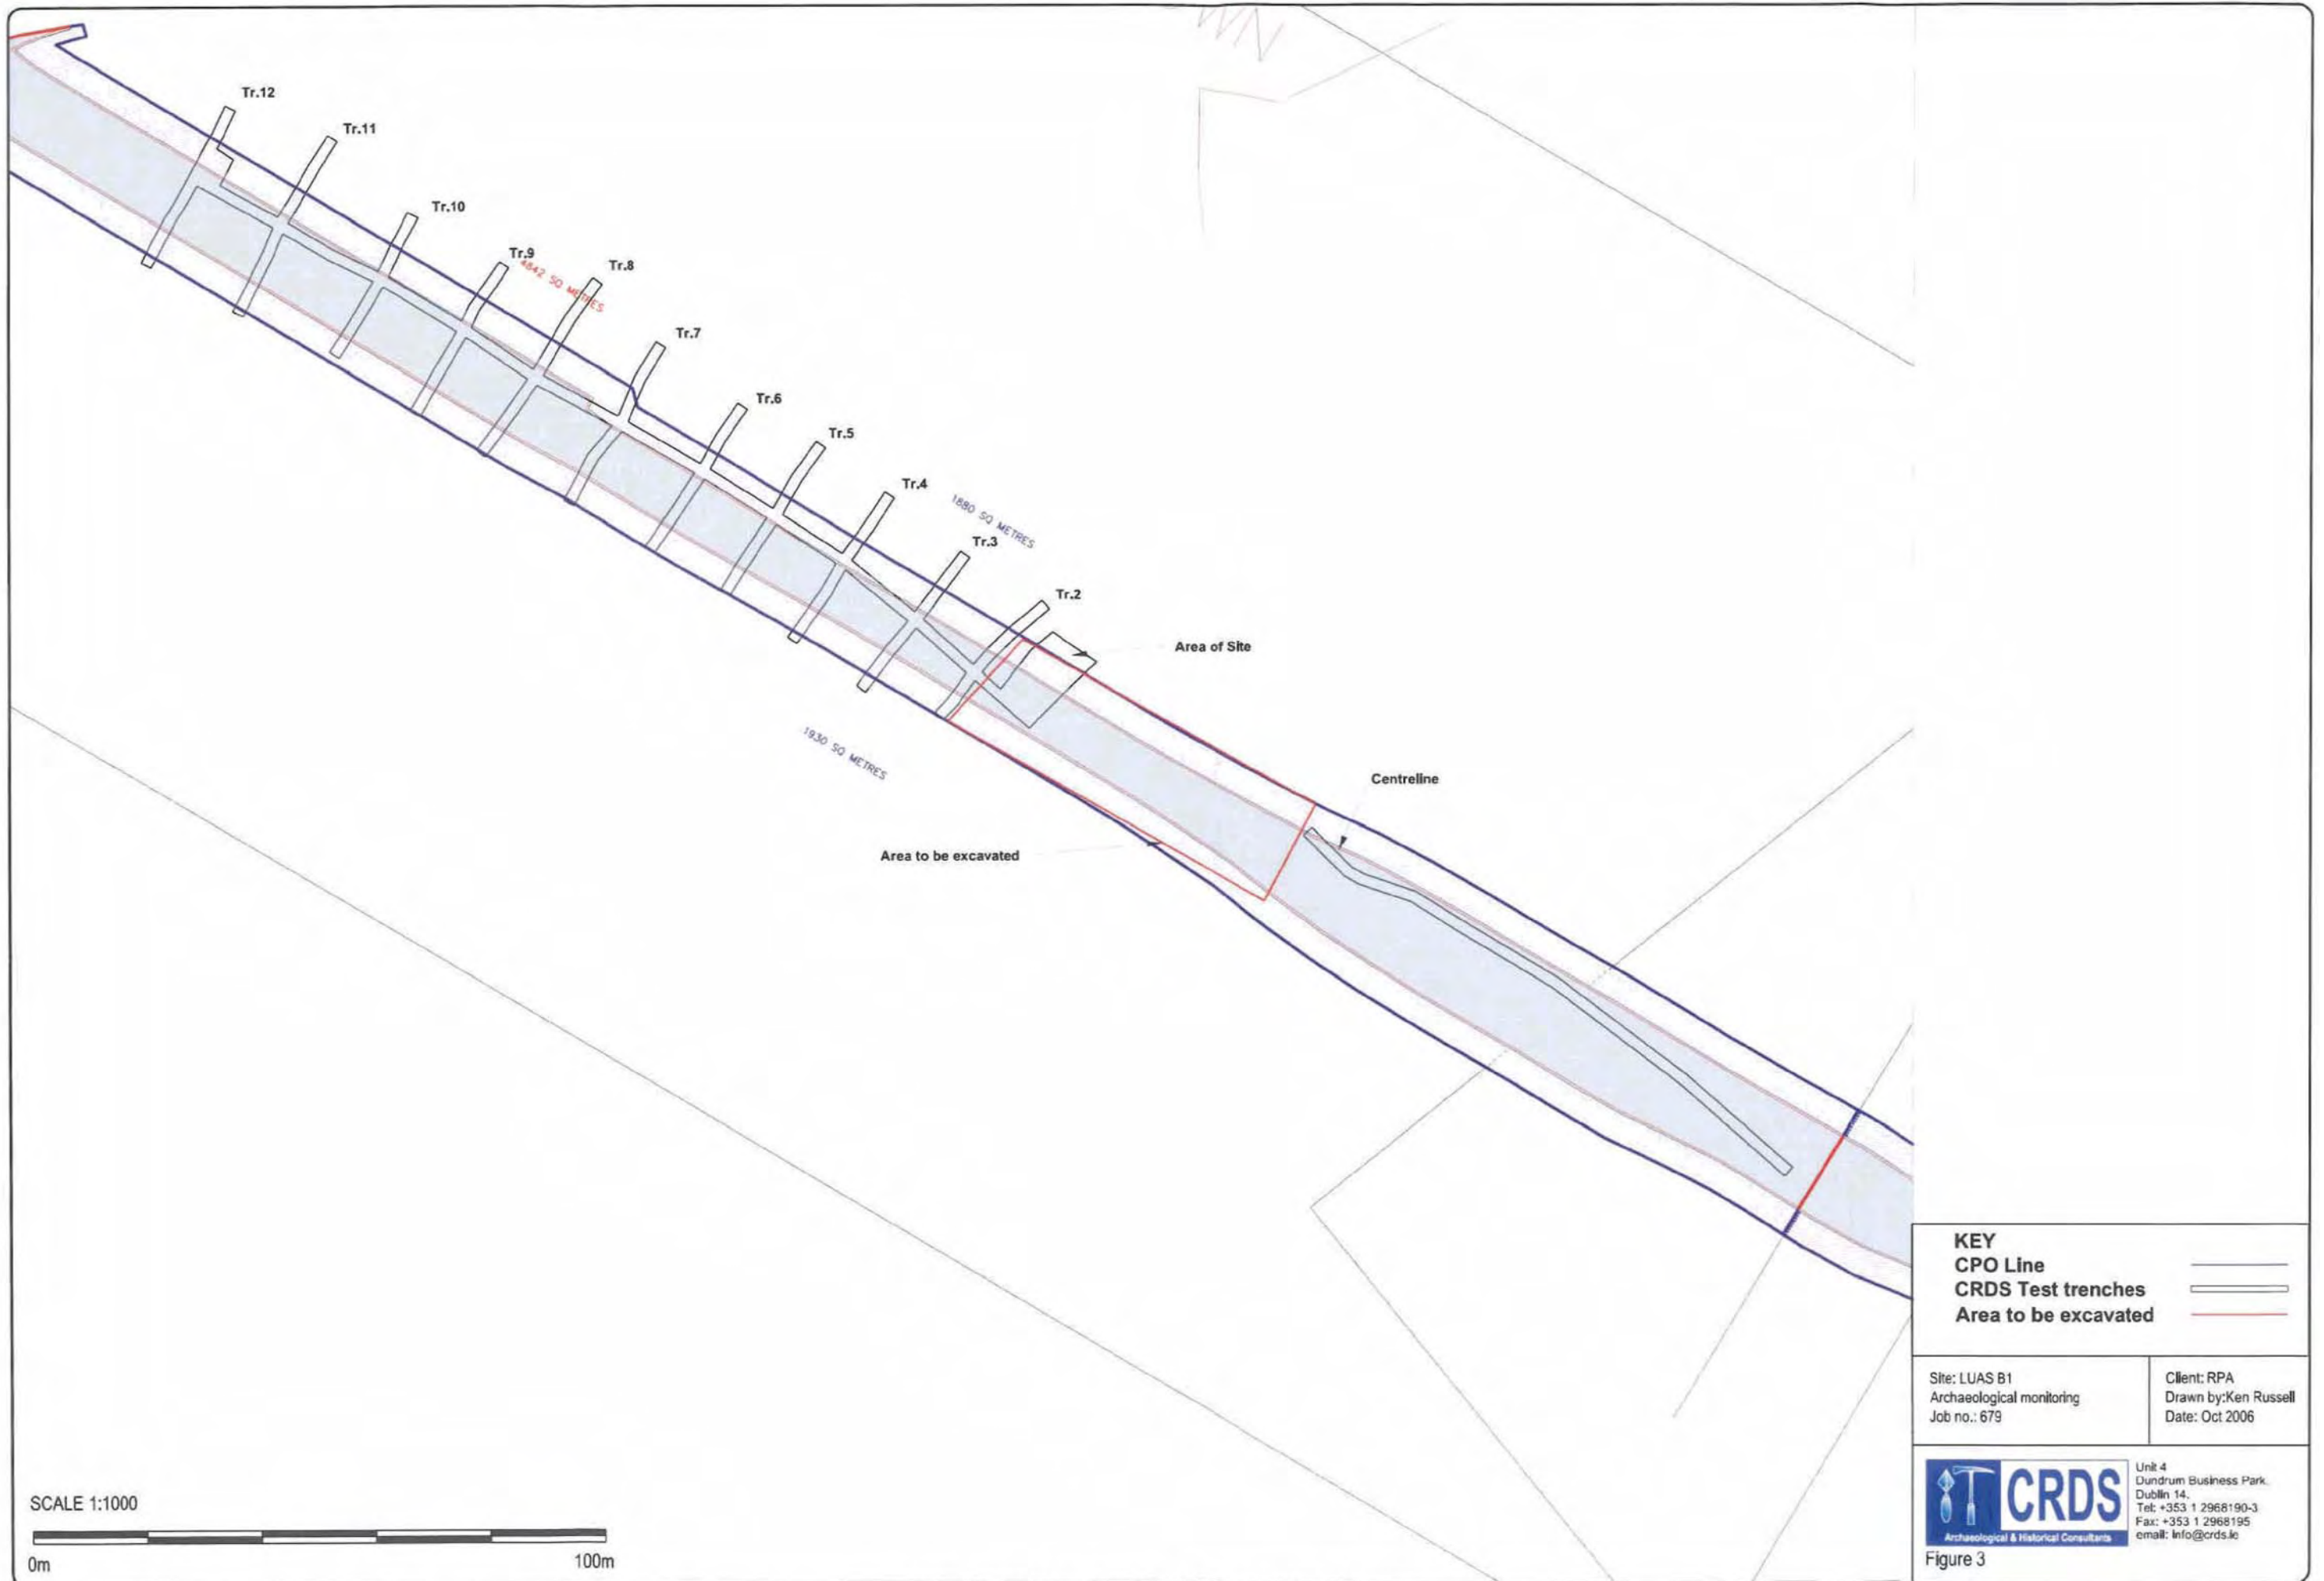 Tr.12
Tr.11
Tr.10
Tr.9
4842 SQ METRES
Tr.8
Tr.7
Tr.6
Tr.5
Tr.4
1880 SQ METRES
Tr.3
Tr.2
Area of Site
1930 SQ METRES
Centreline
Area to be excavated
KEY
CPO Line
CRDS Test trenches
Area to be excavated
Site: LUAS B1
Archaeological monitoring
Job no.: 679
Client: RPA
Drawn by:Ken Russell
Date: Oct 2006
CRDS
Archaeological & Historical Consultants
Unit 4
Dundrum Business Park.
Dublin 14.
Tel: +353 1 2968190-3
Fax: +353 1 2968195
email: info@crds.ie
Figure 3
SCALE 1:1000
0m
100m